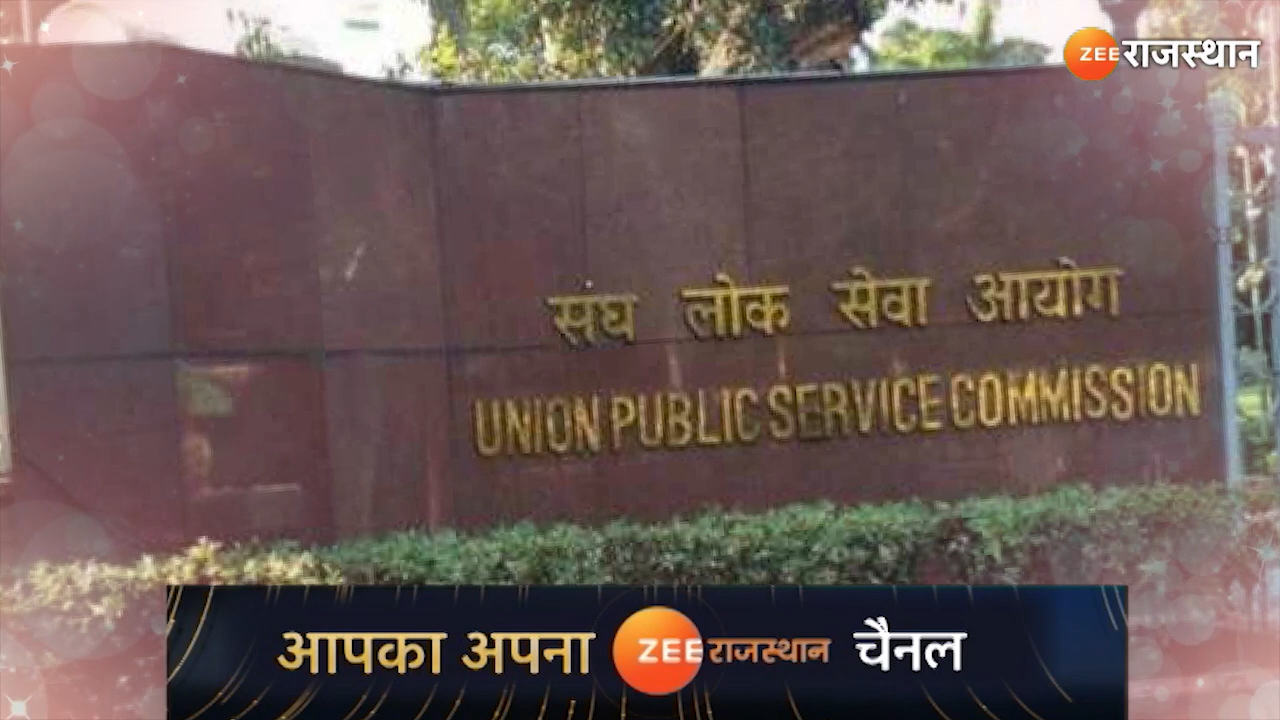 ZEE राजस्थान
संघ लोक सेवा आयोग
UNION PUBLIC SERVICE COMMISSION
आपका अपना ZEE राजस्थान चैनल